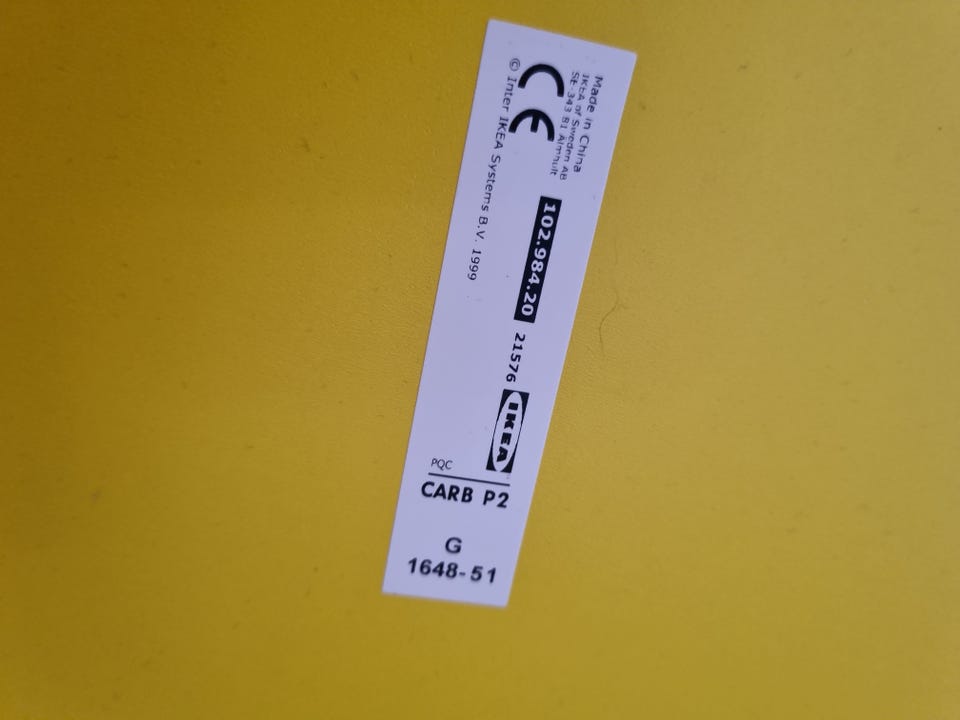 Made in China
IKEA of Sweden AB
SE-343 81 Älmhult
CE
© Inter IKEA Systems B.V. 1999
102.984.20
21576
IKEA
PQC
CARB P2
G
1648-51